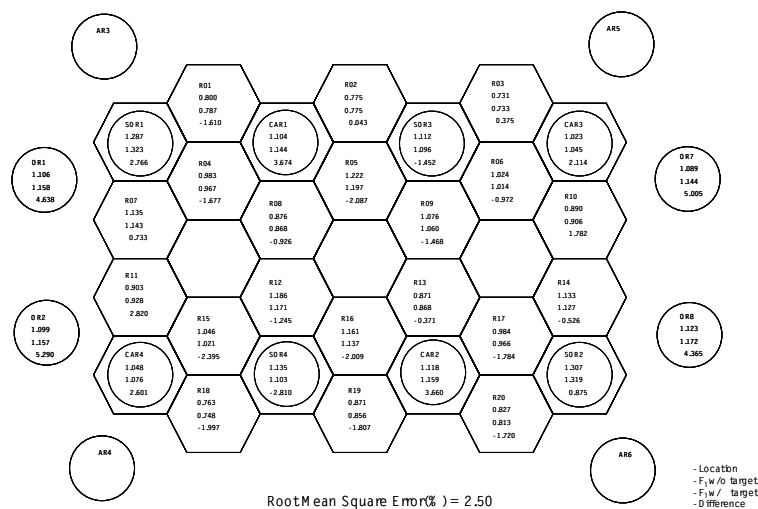 AR3
AR5
R01
0.800
0.787
-1.610
R02
0.775
0.775
0.043
R03
0.731
0.733
0.375
SOR1
1.287
1.323
2.766
CAR1
1.104
1.144
3.674
SOR3
1.112
1.096
-1.452
CAR3
1.023
1.045
2.114
OR1
1.106
1.158
4.638
R04
0.983
0.967
-1.677
R05
1.222
1.197
-2.087
R06
1.024
1.014
-0.972
OR7
1.089
1.144
5.005
R07
1.135
1.143
0.733
R08
0.876
0.868
-0.926
R09
1.076
1.060
-1.468
R10
0.890
0.906
1.782
R11
0.903
0.928
2.820
R12
1.186
1.171
-1.245
R13
0.871
0.868
-0.371
R14
1.133
1.127
-0.526
OR2
1.099
1.157
5.290
R15
1.046
1.021
-2.395
R16
1.161
1.137
-2.009
R17
0.984
0.966
-1.784
OR8
1.123
1.172
4.365
CAR4
1.048
1.076
2.601
SOR4
1.135
1.103
-2.810
CAR2
1.118
1.159
3.660
SOR2
1.307
1.319
0.875
R18
0.763
0.748
-1.997
R19
0.871
0.856
-1.807
R20
0.827
0.813
-1.720
AR4
AR6
- Location
- F₁ w/o target
- F₁ w/ target
- Difference
Root Mean Square Error(%) = 2.50